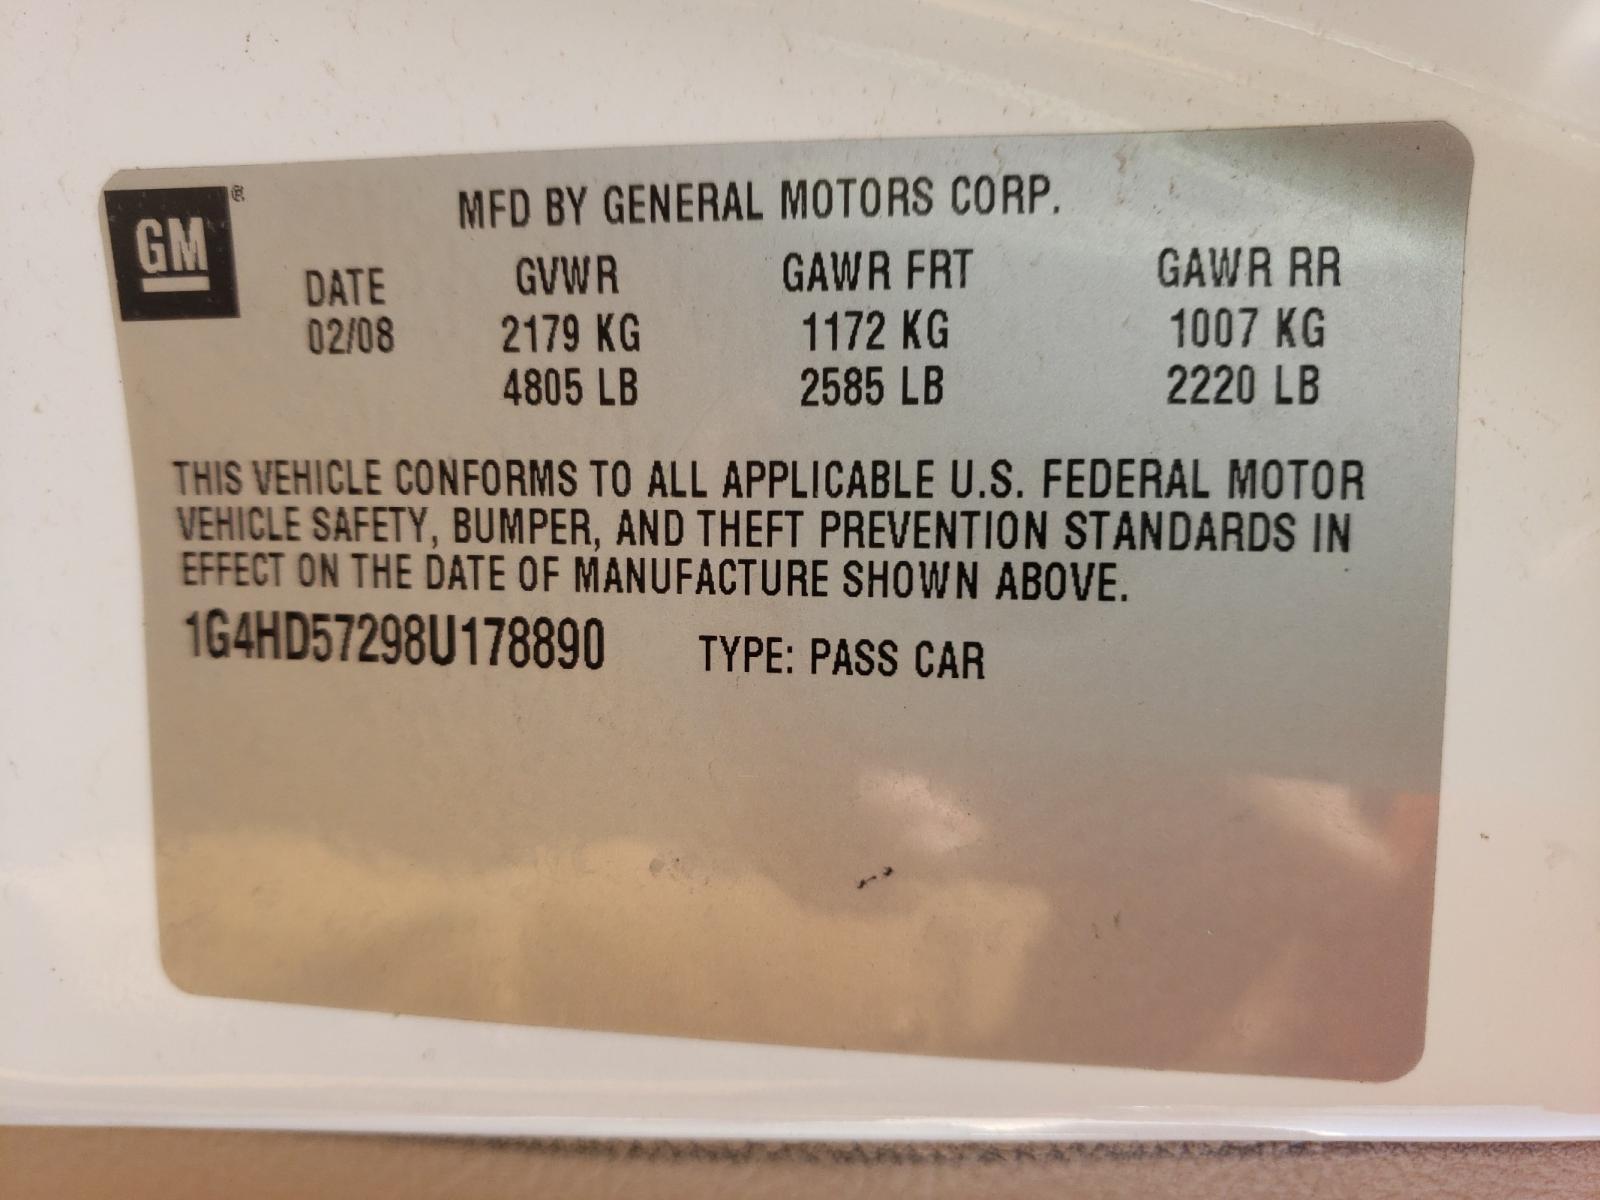 GM®
MFD BY GENERAL MOTORS CORP.
DATE GVWR GAWR FRT GAWR RR
02/08 2179 KG 1172 KG 1007 KG
4805 LB 2585 LB 2220 LB
THIS VEHICLE CONFORMS TO ALL APPLICABLE U.S. FEDERAL MOTOR
VEHICLE SAFETY, BUMPER, AND THEFT PREVENTION STANDARDS IN
EFFECT ON THE DATE OF MANUFACTURE SHOWN ABOVE.
1G4HD57298U178890 TYPE: PASS CAR